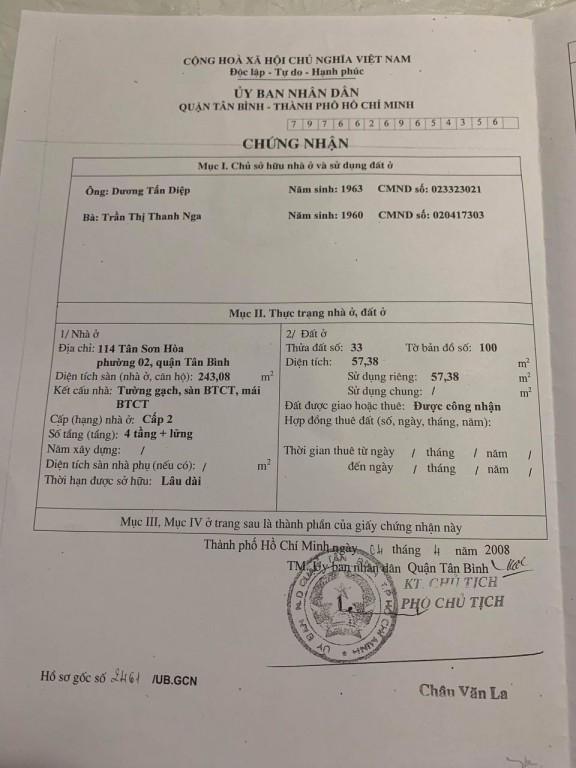 CỘNG HOÀ XÃ HỘI CHỦ NGHĨA VIỆT NAM
Độc lập - Tự do - Hạnh phúc
ỦY BAN NHÂN DÂN
QUẬN TÂN BÌNH - THÀNH PHỐ HỒ CHÍ MINH
7 9 7 6 6 2 6 9 6 5 4 3 5 6
CHỨNG NHẬN
Mục I. Chủ sở hữu nhà ở và sử dụng đất ở
Ông: Dương Tấn Diệp Năm sinh: 1963 CMND số: 023323021
Bà: Trần Thị Thanh Nga Năm sinh: 1960 CMND số: 020417303
Mục II. Thực trạng nhà ở, đất ở
1/ Nhà ở
Địa chỉ: 114 Tân Sơn Hòa
phường 02, quận Tân Bình
Diện tích sàn (nhà ở, căn hộ): 243,08 m2
Kết cấu nhà: Tường gạch, sàn BTCT, mái
BTCT
Cấp (hạng) nhà ở: Cấp 2
Số tầng (tầng): 4 tầng + lửng
Năm xây dựng: /
Diện tích sàn nhà phụ (nếu có): / m2
Thời hạn được sở hữu: Lâu dài
2/ Đất ở
Thửa đất số: 33 Tờ bản đồ số: 100
Diện tích: 57,38 m2
Sử dụng riêng: 57,38 m2
Sử dụng chung: / m2
Đất được giao hoặc thuê: Được công nhận
Hợp đồng thuê đất (số, ngày, tháng, năm):
Thời gian thuê từ ngày / tháng / năm /
đến ngày / tháng / năm /
Mục III, Mục IV ở trang sau là thành phần của giấy chứng nhận này
Thành phố Hồ Chí Minh ngày 04 tháng 4 năm 2008
TM. Ủy ban nhân dân Quận Tân Bình
KT. CHỦ TỊCH
PHÓ CHỦ TỊCH
ỦY BAN N.D QUẬN TÂN BÌNH T.P HỒ CHÍ MINH
Hồ sơ gốc số 2461 /UB.GCN
Châu Văn La